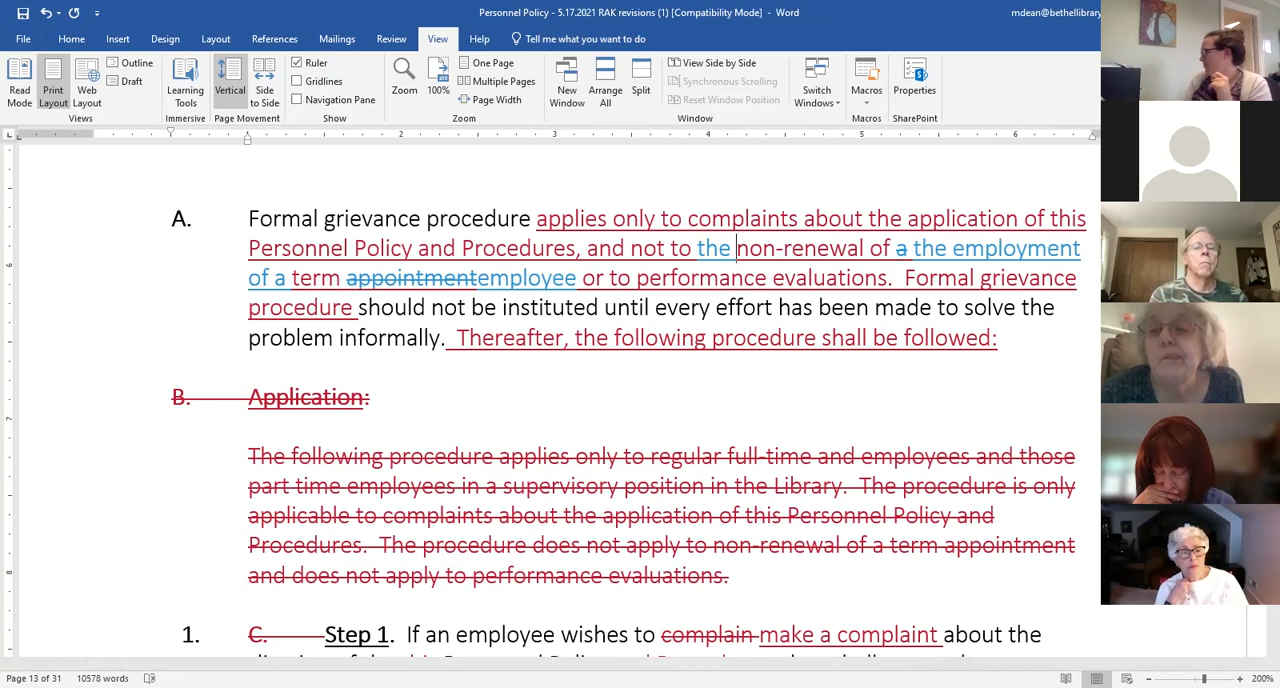 Personnel Policy - 5.17.2021 RAK revisions (1) [Compatibility Mode] - Word
mdean@bethellibrary
File Home Insert Design Layout References Mailings Review View Help Tell me what you want to do
Read Mode
Print Layout
Web Layout
Outline
Draft
Views
Learning Tools
Immersive
Vertical
Side to Side
Page Movement
Ruler
Gridlines
Navigation Pane
Show
Zoom
100%
One Page
Multiple Pages
Page Width
Zoom
New Window
Arrange All
Split
View Side by Side
Synchronous Scrolling
Reset Window Position
Window
Switch Windows
Macros
Macros
Properties
SharePoint
2 3 4 5 6
A. Formal grievance procedure applies only to complaints about the application of this
Personnel Policy and Procedures, and not to the non-renewal of a the employment
of a term appointmentemployee or to performance evaluations. Formal grievance
procedure should not be instituted until every effort has been made to solve the
problem informally. Thereafter, the following procedure shall be followed:
B. Application:
The following procedure applies only to regular full-time and employees and those
part time employees in a supervisory position in the Library. The procedure is only
applicable to complaints about the application of this Personnel Policy and
Procedures. The procedure does not apply to non-renewal of a term appointment
and does not apply to performance evaluations.
1. C. Step 1. If an employee wishes to complain make a complaint about the
Page 13 of 31 10578 words
200%